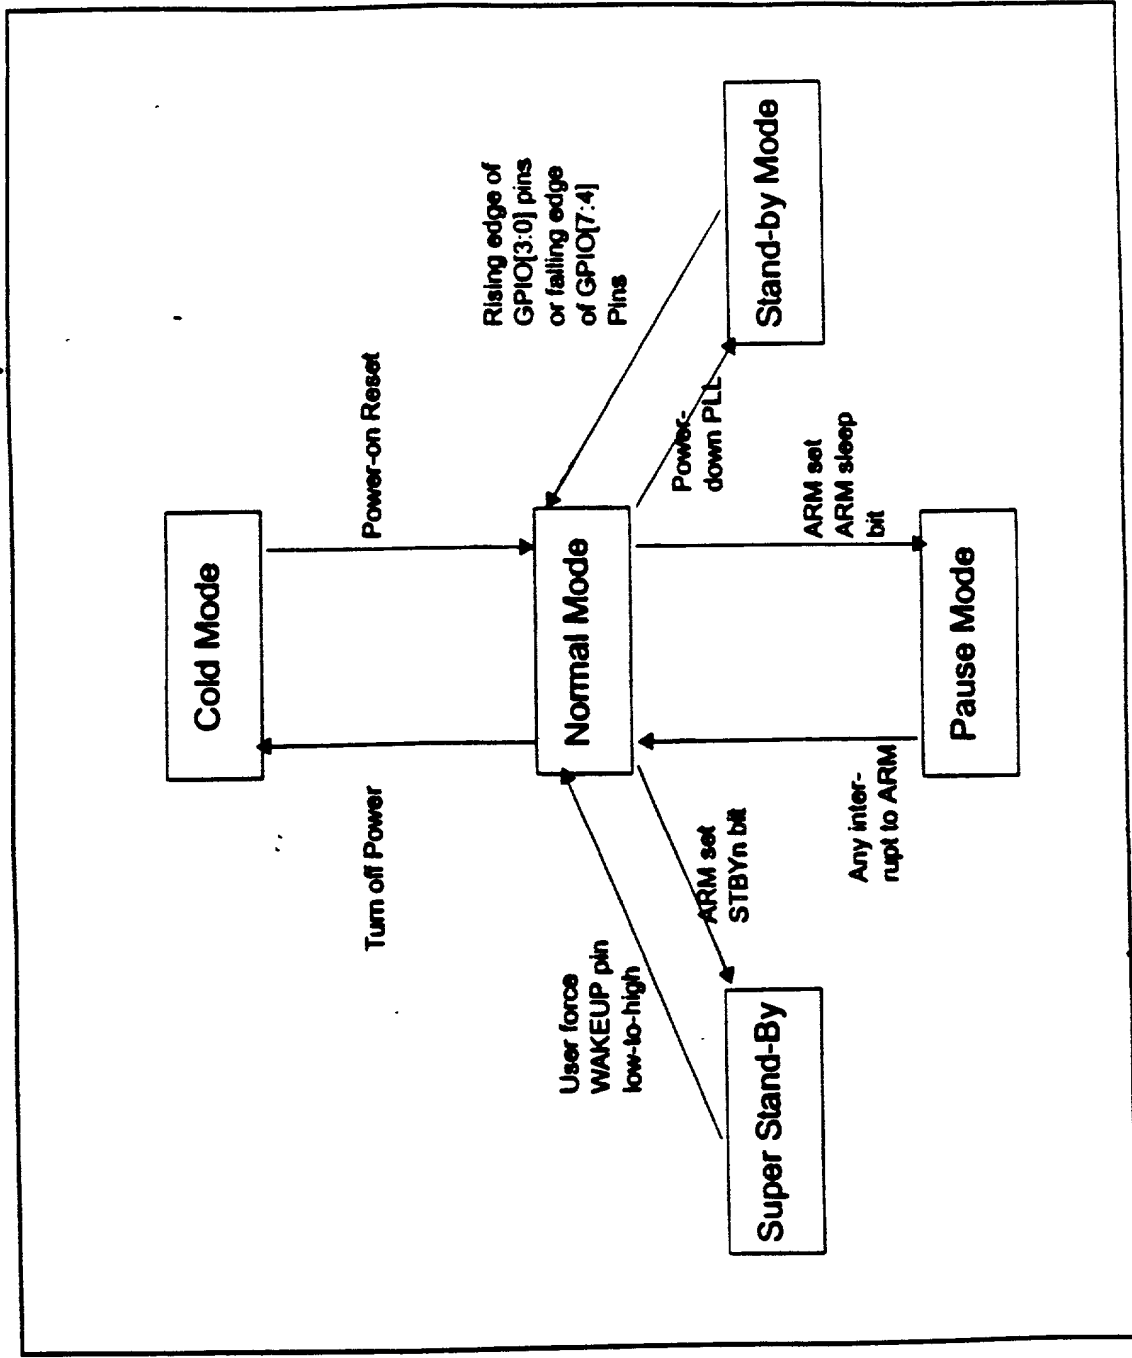 Cold Mode
Turn off Power
Power-on Reset
User force
WAKEUP pin
low-to-high
Normal Mode
Rising edge of
GPIO[3:0] pins
or falling edge
of GPIO[7:4]
Pins
ARM set
STBYn bit
Power-
down PLL
Super Stand-By
Stand-by Mode
Any inter-
rupt to ARM
ARM set
ARM sleep
bit
Pause Mode